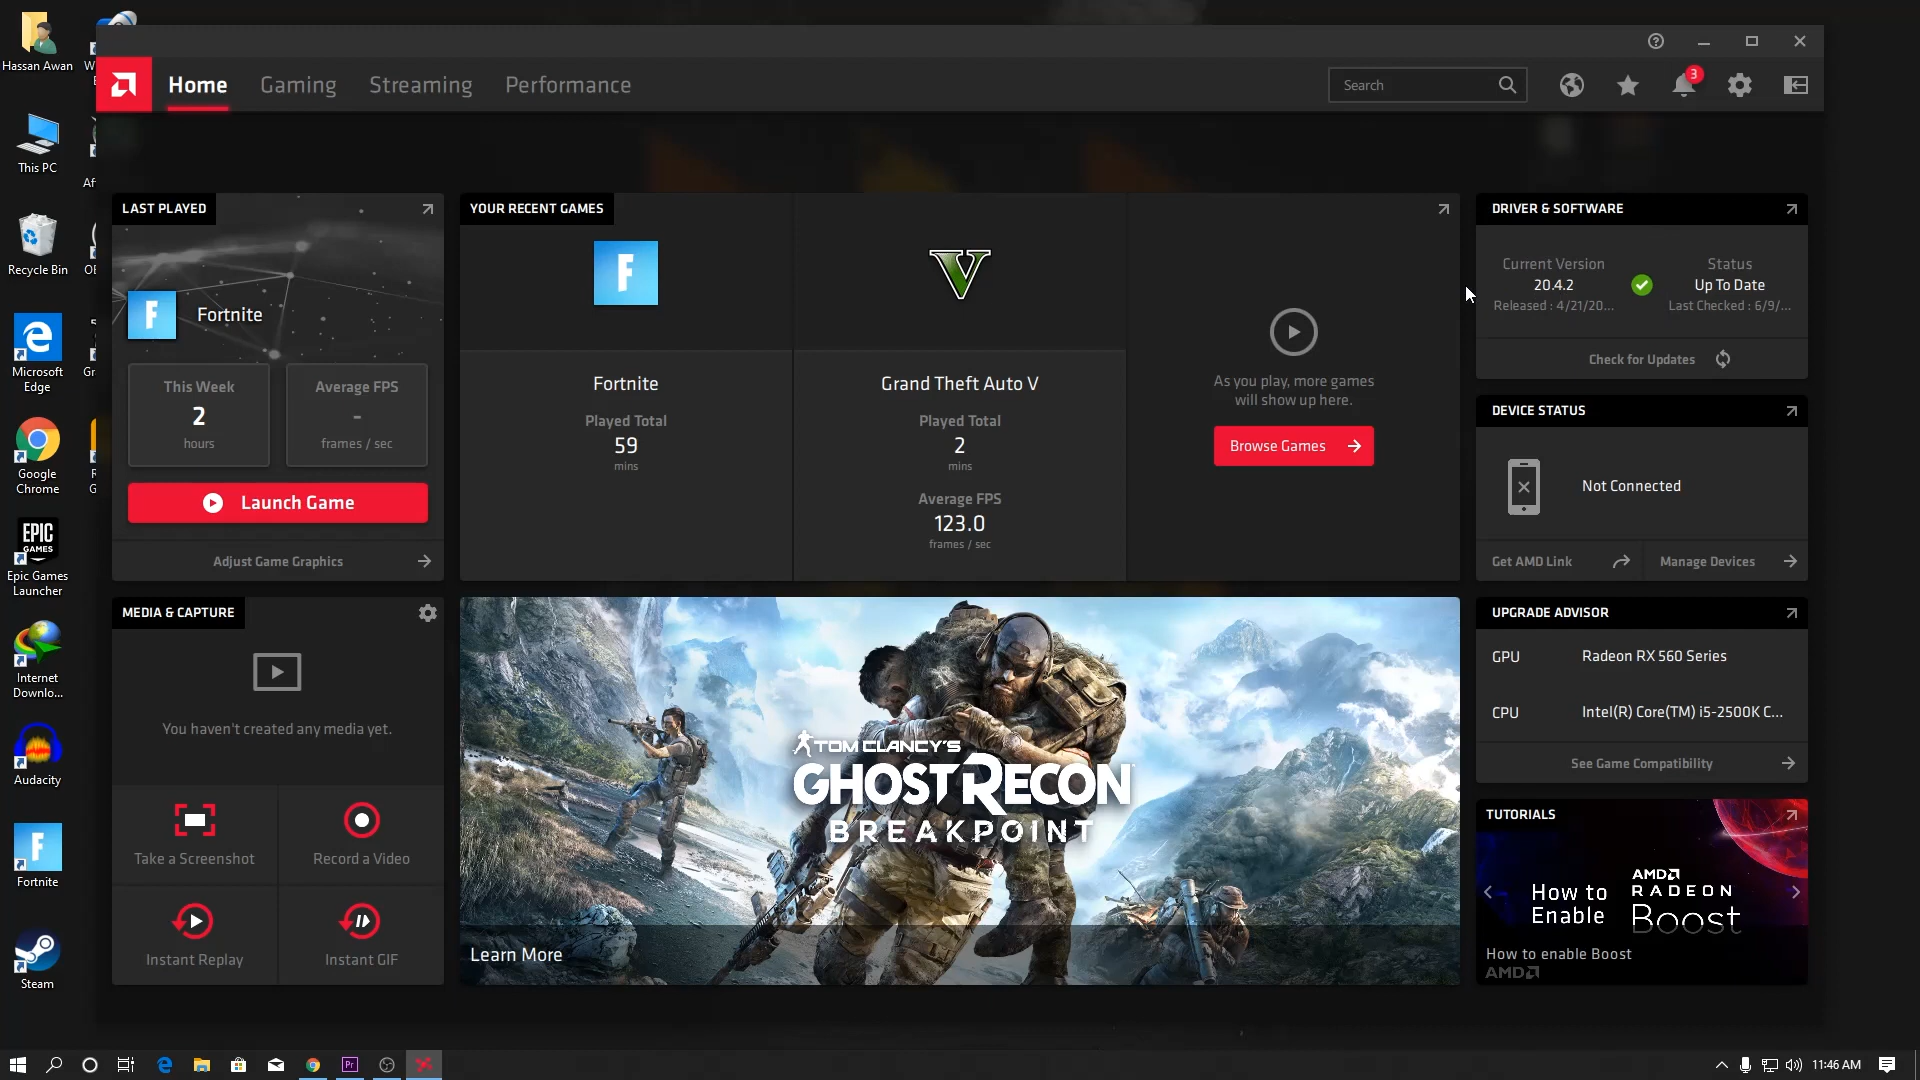 Hassan Awan
This PC
Recycle Bin
Microsoft
Edge
Google
Chrome
EPIC
GAMES
Epic Games
Launcher
Internet
Downlo...
Audacity
Fortnite
Steam
Home
Gaming
Streaming
Performance
Search
3
LAST PLAYED
Fortnite
This Week
2
hours
Average FPS
-
frames / sec
Launch Game
Adjust Game Graphics
YOUR RECENT GAMES
Fortnite
Played Total
59
mins
Grand Theft Auto V
Played Total
2
mins
Average FPS
123.0
frames / sec
As you play, more games
will show up here.
Browse Games
DRIVER & SOFTWARE
Current Version
20.4.2
Released : 4/21/20...
Status
Up To Date
Last Checked : 6/9/...
Check for Updates
DEVICE STATUS
Not Connected
Get AMD Link
Manage Devices
MEDIA & CAPTURE
You haven't created any media yet.
Take a Screenshot
Record a Video
Instant Replay
Instant GIF
TOM CLANCY'S
GHOST RECON
BREAKPOINT
Learn More
UPGRADE ADVISOR
GPU
Radeon RX 560 Series
CPU
Intel(R) Core(TM) i5-2500K C...
See Game Compatibility
TUTORIALS
How to
Enable
AMD
RADEON
Boost
How to enable Boost
AMD
Pr
11:46 AM